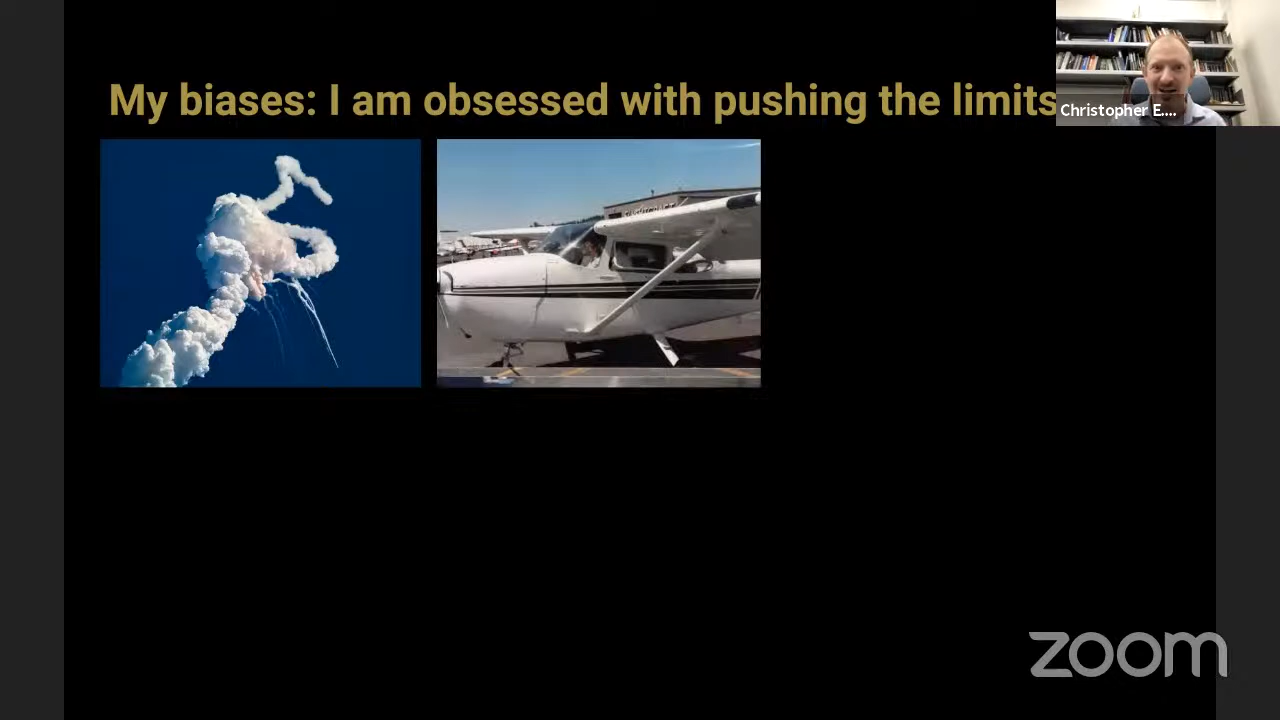 My biases: I am obsessed with pushing the limits
Christopher E....
zoom